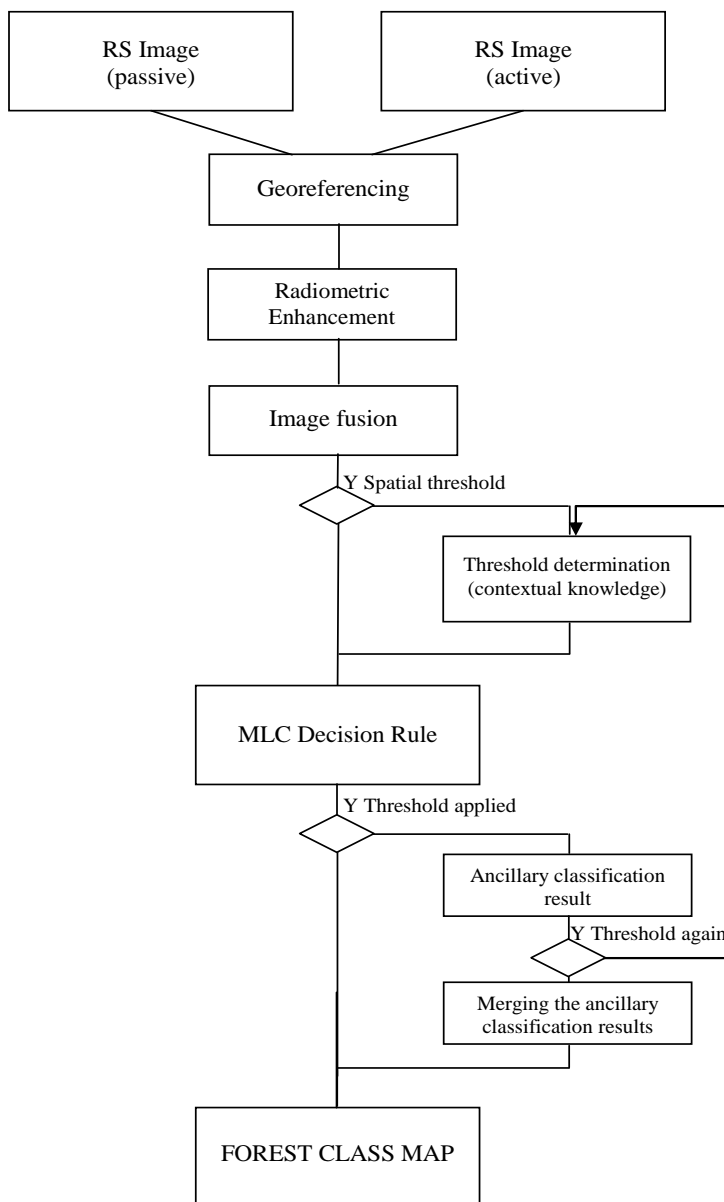 RS Image
(passive)
RS Image
(active)
Georeferencing
Radiometric
Enhancement
Image fusion
Y Spatial threshold
Threshold determination
(contextual knowledge)
MLC Decision Rule
Y Threshold applied
Ancillary classification
result
Y Threshold again
Merging the ancillary
classification results
FOREST CLASS MAP